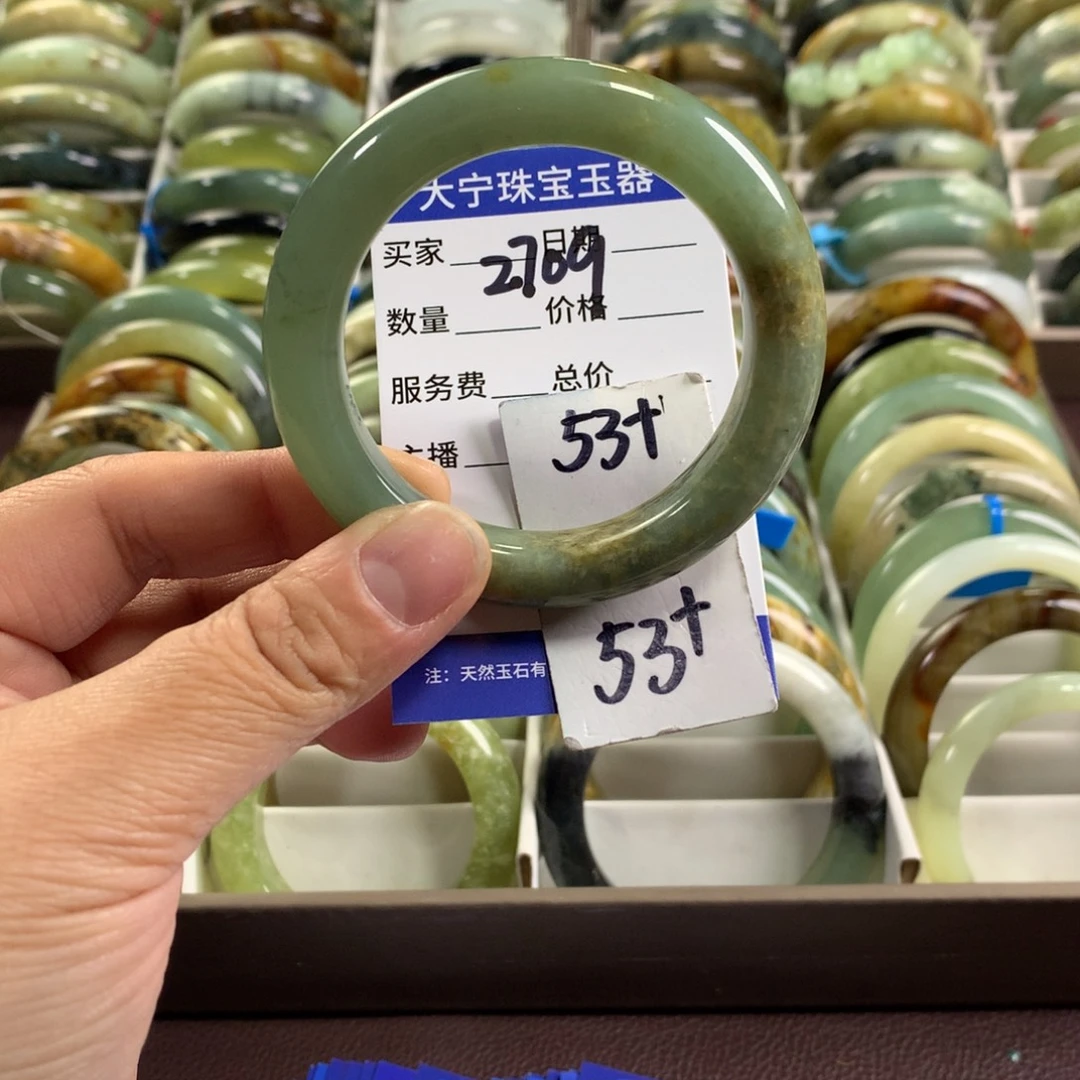 大宁珠宝玉器
买家 日期
2769
数量 价格
服务费 总价
53+
主播
53+
注：天然玉石有